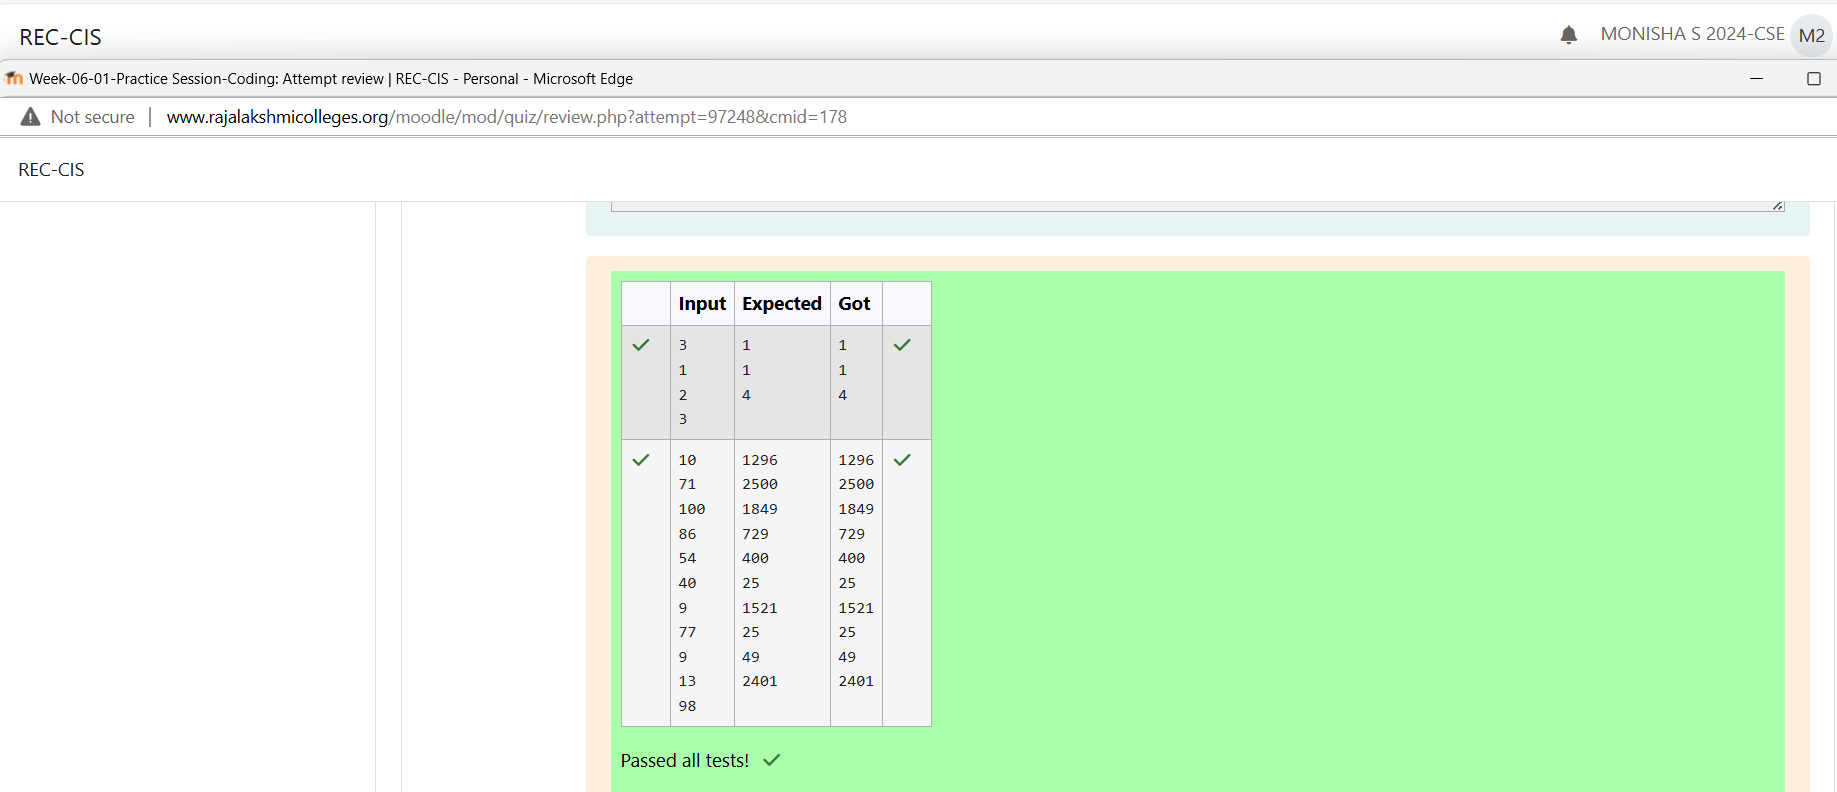 REC-CIS
MONISHA S 2024-CSE M2
Week-06-01-Practice Session-Coding: Attempt review | REC-CIS - Personal - Microsoft Edge
Not secure | www.rajalakshmicolleges.org/moodle/mod/quiz/review.php?attempt=97248&cmid=178
REC-CIS
Input Expected Got
3 1 1
1 1 1
2 4 4
3
10 1296 1296
71 2500 2500
100 1849 1849
86 729 729
54 400 400
40 25 25
9 1521 1521
77 25 25
9 49 49
13 2401 2401
98
Passed all tests!